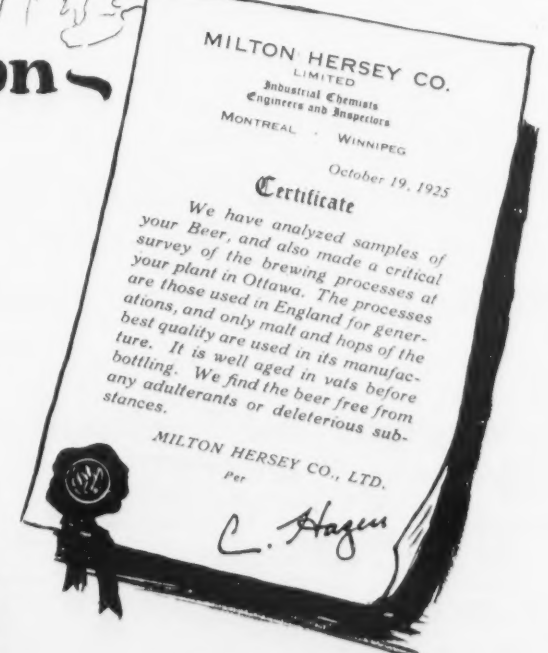 on
MILTON HERSEY CO.
LIMITED
Industrial Chemists
Engineers and Inspectors
MONTREAL · WINNIPEG
October 19, 1925
Certificate
We have analyzed samples of
your Beer, and also made a critical
survey of the brewing processes at
your plant in Ottawa. The processes
are those used in England for gener-
ations, and only malt and hops of the
best quality are used in its manufac-
ture. It is well aged in vats before
bottling. We find the beer free from
any adulterants or deleterious sub-
stances.
MILTON HERSEY CO., LTD.
Per
C. Hagen